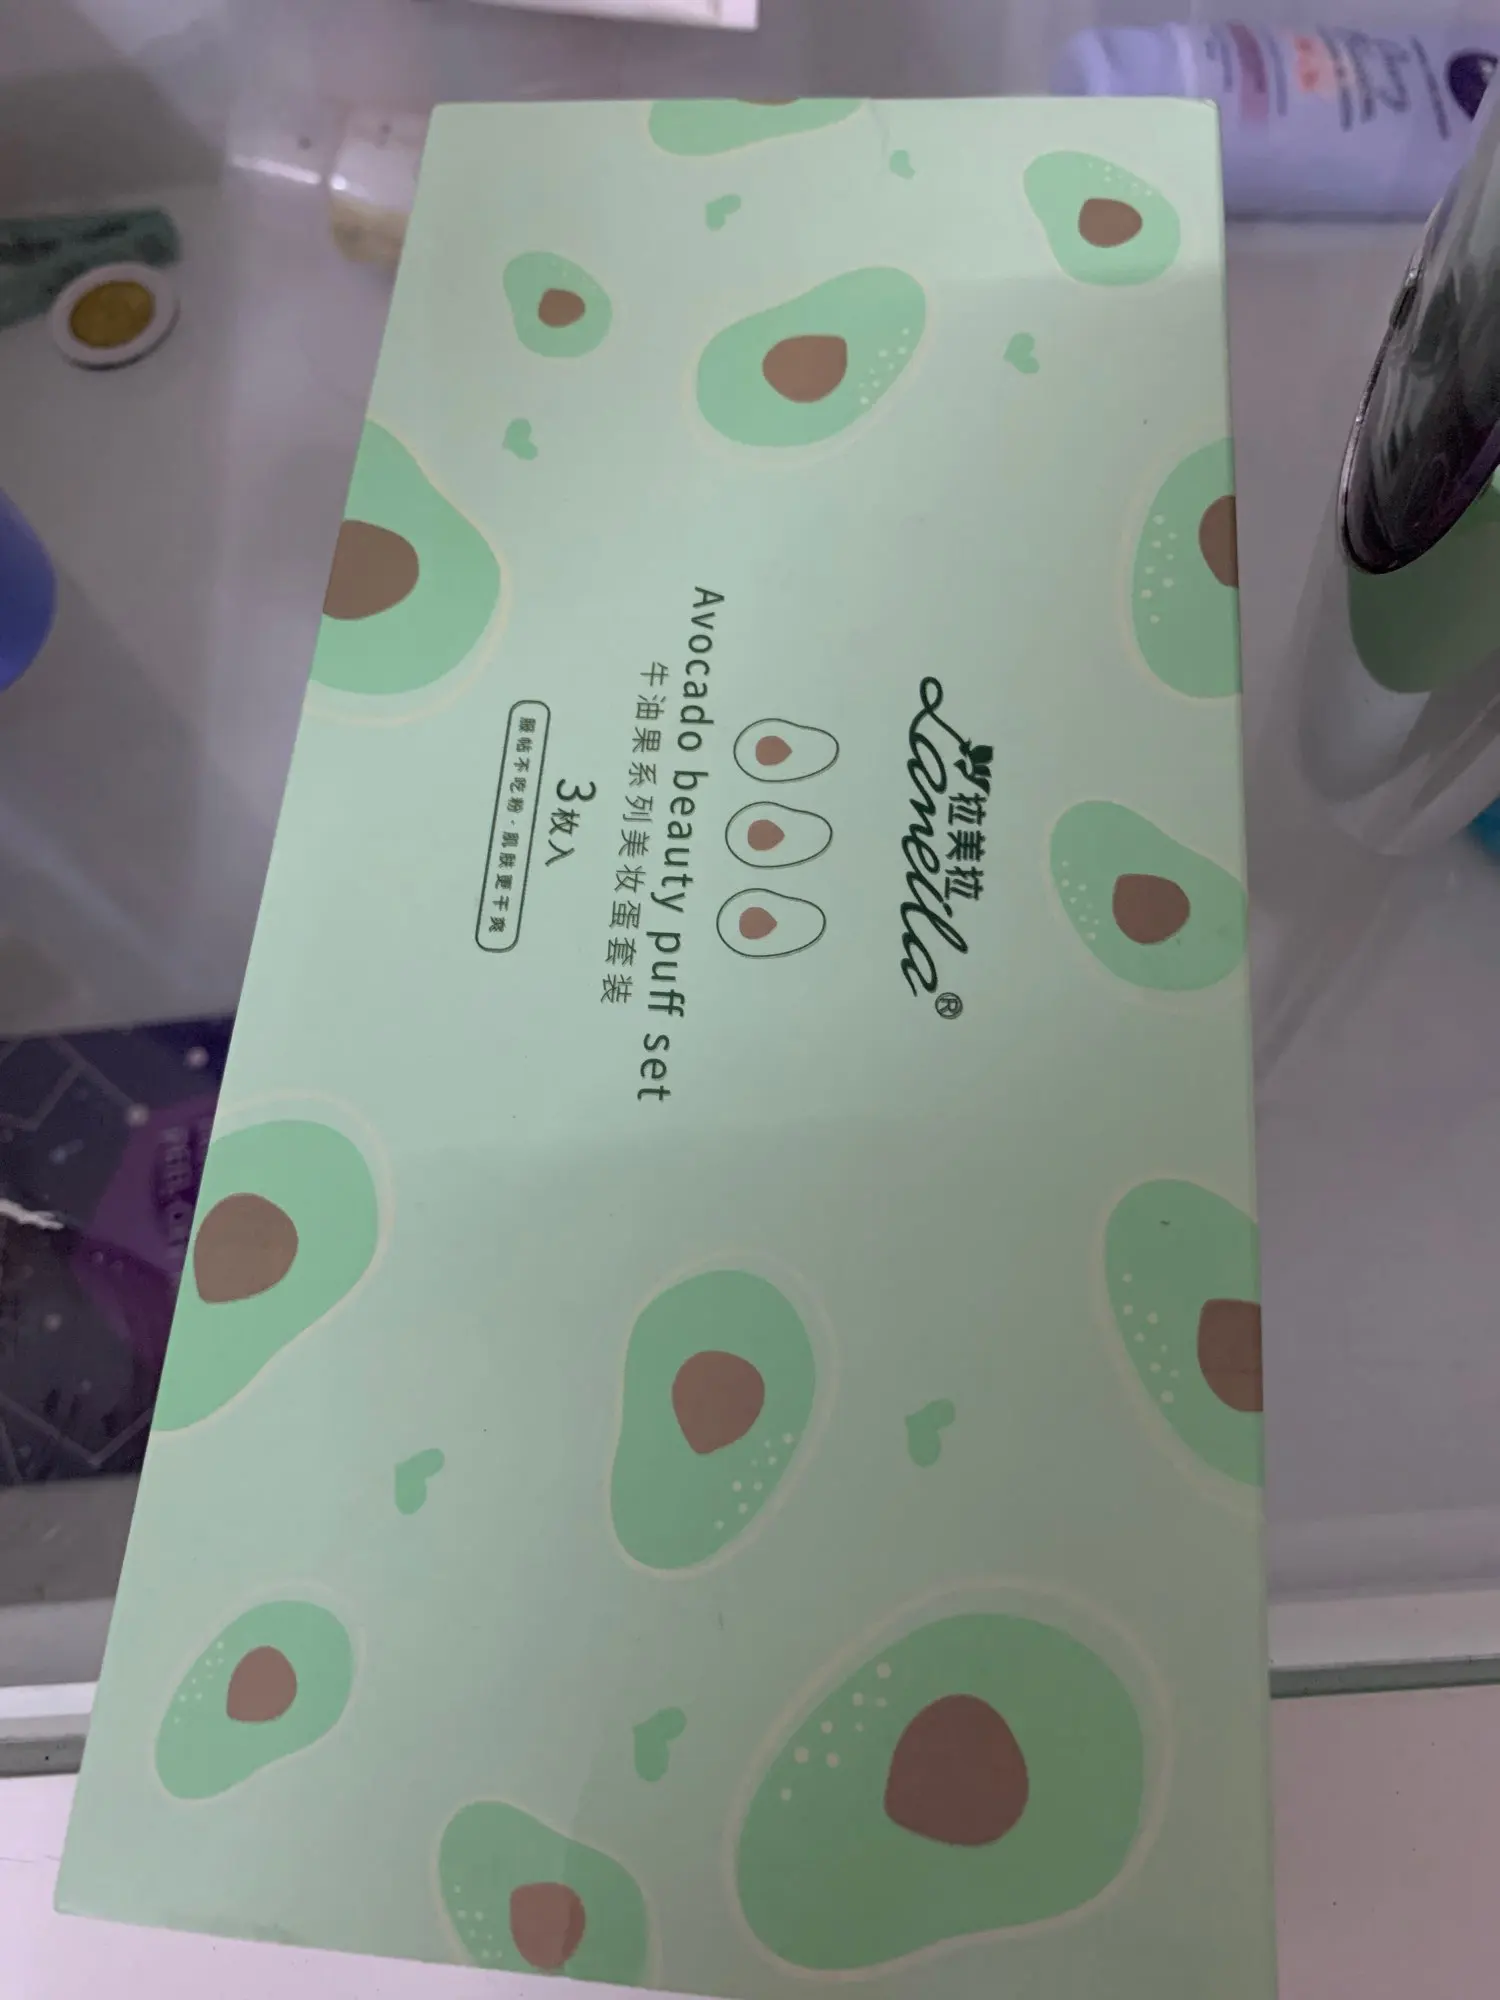 拉美拉
Lamella®
Avocado beauty puff set
牛油果系列美妆蛋套装
3枚入
服帖不吃粉·肌肤更干爽